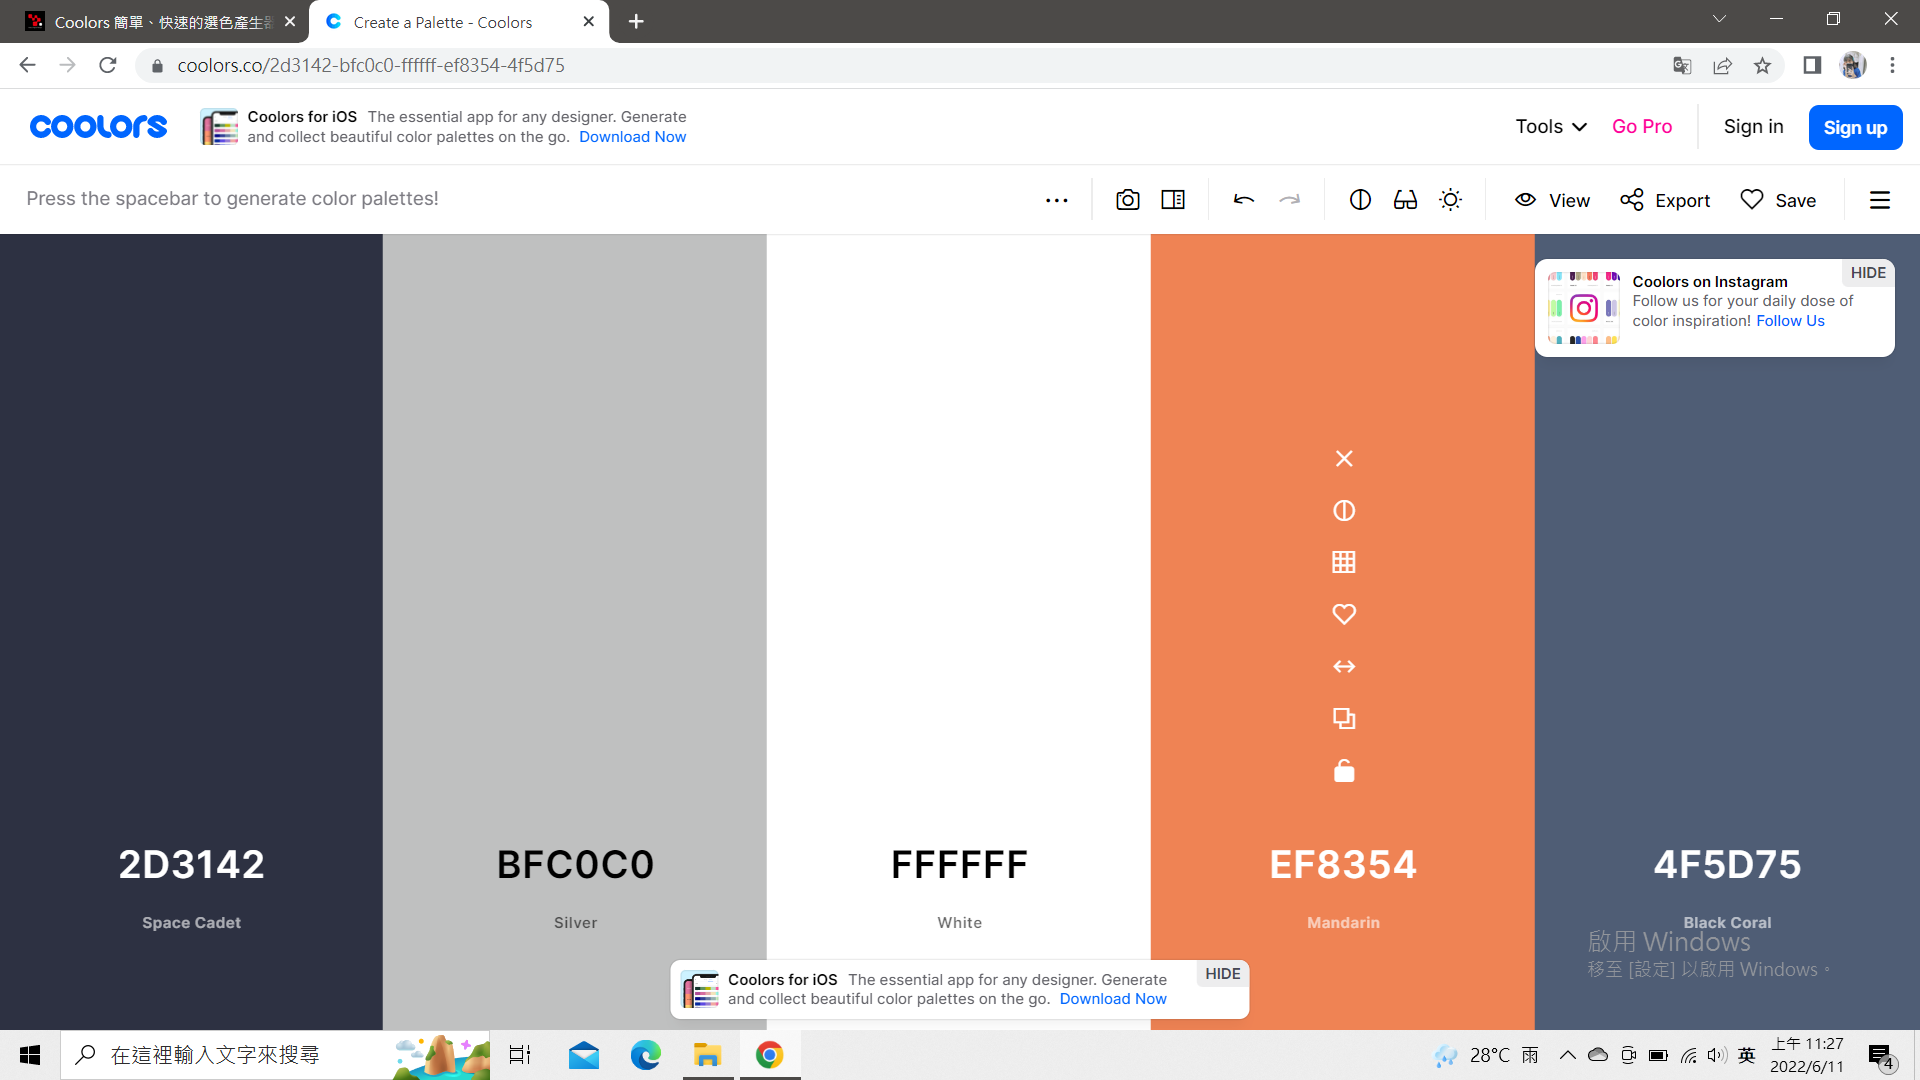 Coolors 簡單、快速的選色產生器
Create a Palette - Coolors
coolors.co/2d3142-bfc0c0-ffffff-ef8354-4f5d75
coolors
Coolors for iOS The essential app for any designer. Generate
and collect beautiful color palettes on the go. Download Now
Tools
Go Pro
Sign in
Sign up
Press the spacebar to generate color palettes!
View
Export
Save
HIDE
Coolors on Instagram
Follow us for your daily dose of
color inspiration! Follow Us
2D3142
BFC0C0
FFFFFF
EF8354
4F5D75
Space Cadet
Silver
White
Mandarin
Black Coral
啟用 Windows
移至 [設定] 以啟用 Windows。
Coolors for iOS The essential app for any designer. Generate
and collect beautiful color palettes on the go. Download Now
HIDE
在這裡輸入文字來搜尋
28°C 雨
英
上午 11:27
2022/6/11
4